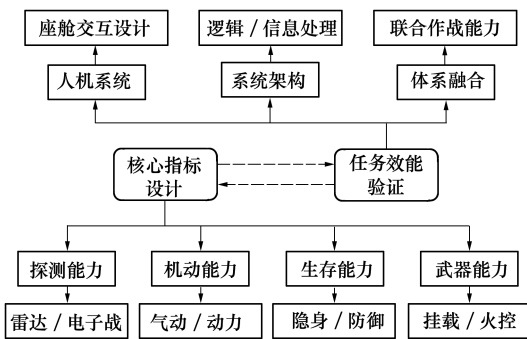 座舱交互设计
逻辑 / 信息处理
联合作战能力
人机系统
系统架构
体系融合
核心指标
设计
任务效能
验证
探测能力
机动能力
生存能力
武器能力
雷达 / 电子战
气动 / 动力
隐身 / 防御
挂载 / 火控